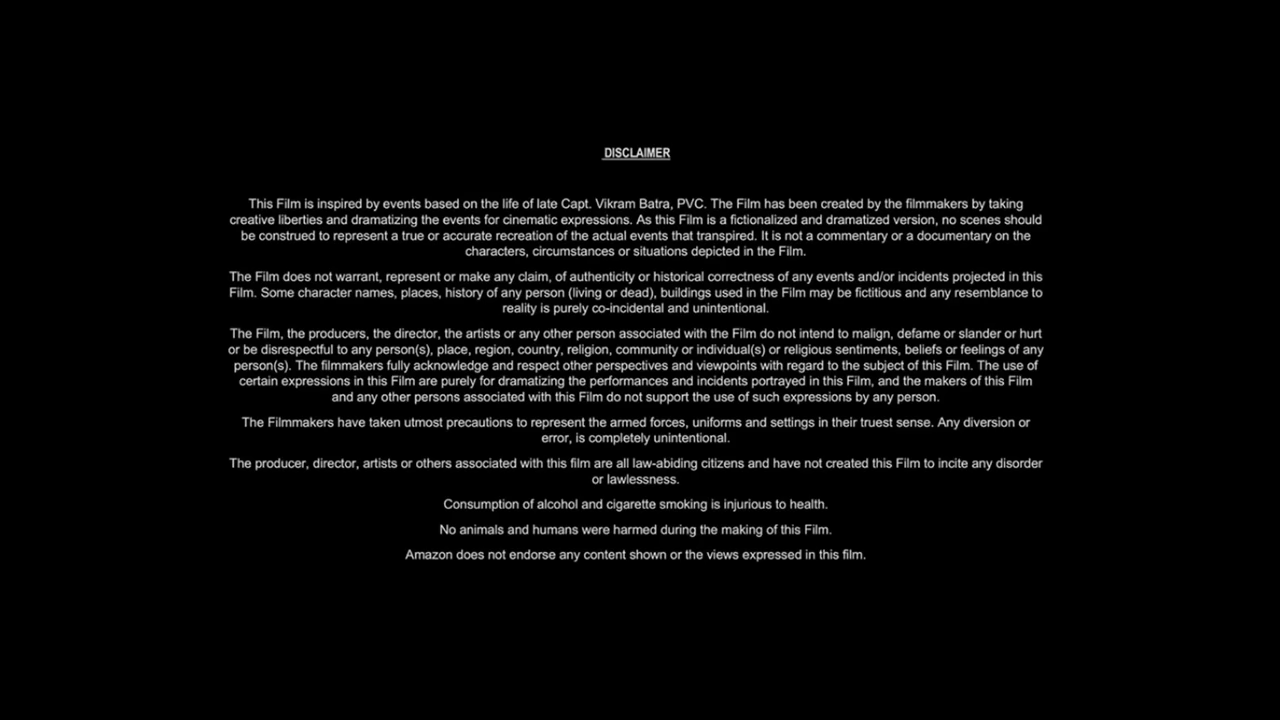 DISCLAIMER
This Film is inspired by events based on the life of late Capt. Vikram Batra, PVC. The Film has been created by the filmmakers by taking
creative liberties and dramatizing the events for cinematic expressions. As this Film is a fictionalized and dramatized version, no scenes should
be construed to represent a true or accurate recreation of the actual events that transpired. It is not a commentary or a documentary on the
characters, circumstances or situations depicted in the Film.
The Film does not warrant, represent or make any claim, of authenticity or historical correctness of any events and/or incidents projected in this
Film. Some character names, places, history of any person (living or dead), buildings used in the Film may be fictitious and any resemblance to
reality is purely co-incidental and unintentional.
The Film, the producers, the director, the artists or any other person associated with the Film do not intend to malign, defame or slander or hurt
or be disrespectful to any person(s), place, region, country, religion, community or individual(s) or religious sentiments, beliefs or feelings of any
person(s). The filmmakers fully acknowledge and respect other perspectives and viewpoints with regard to the subject of this Film. The use of
certain expressions in this Film are purely for dramatizing the performances and incidents portrayed in this Film, and the makers of this Film
and any other persons associated with this Film do not support the use of such expressions by any person.
The Filmmakers have taken utmost precautions to represent the armed forces, uniforms and settings in their truest sense. Any diversion or
error, is completely unintentional.
The producer, director, artists or others associated with this film are all law-abiding citizens and have not created this Film to incite any disorder
or lawlessness.
Consumption of alcohol and cigarette smoking is injurious to health.
No animals and humans were harmed during the making of this Film.
Amazon does not endorse any content shown or the views expressed in this film.